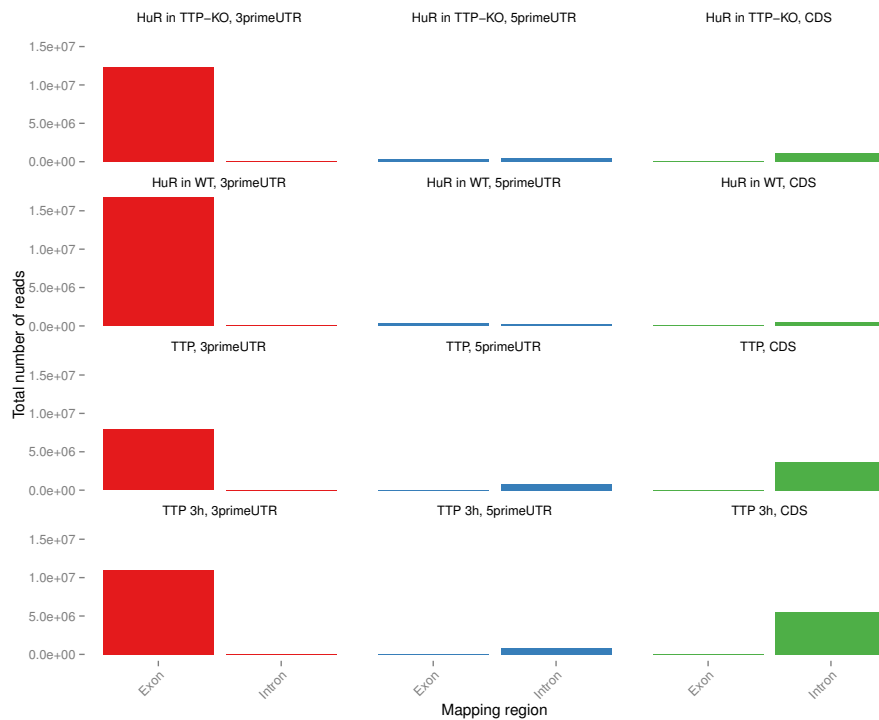 HuR in TTP−KO, 3primeUTR
HuR in TTP−KO, 5primeUTR
HuR in TTP−KO, CDS
1.5e+07
1.0e+07
5.0e+06
0.0e+00
HuR in WT, 3primeUTR
HuR in WT, 5primeUTR
HuR in WT, CDS
1.5e+07
1.0e+07
5.0e+06
0.0e+00
TTP, 3primeUTR
TTP, 5primeUTR
TTP, CDS
1.5e+07
1.0e+07
5.0e+06
0.0e+00
TTP 3h, 3primeUTR
TTP 3h, 5primeUTR
TTP 3h, CDS
1.5e+07
1.0e+07
5.0e+06
0.0e+00
Total number of reads
Exon
Intron
Exon
Intron
Exon
Intron
Mapping region